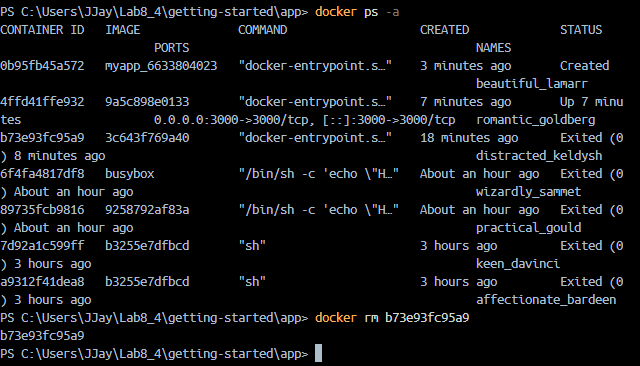 PS C:\Users\JJay\Lab8_4\getting-started\app> docker ps -a
CONTAINER ID   IMAGE                COMMAND                  CREATED             STATUS
                       PORTS                                         NAMES
0b95fb45a572   myapp_6633804023     "docker-entrypoint.s…"   3 minutes ago       Created
                                                                     beautiful_lamarr
4ffd41ffe932   9a5c898e0133         "docker-entrypoint.s…"   7 minutes ago       Up 7 minu
tes                    0.0.0.0:3000->3000/tcp, [::]:3000->3000/tcp   romantic_goldberg
b73e93fc95a9   3c643f769a40         "docker-entrypoint.s…"   18 minutes ago      Exited (0
) 8 minutes ago                                                      distracted_keldysh
6f4fa4817df8   busybox              "/bin/sh -c 'echo \"H…"   About an hour ago   Exited (0
) About an hour ago                                                  wizardly_sammet
89735fcb9816   9258792af83a         "/bin/sh -c 'echo \"H…"   About an hour ago   Exited (0
) About an hour ago                                                  practical_gould
7d92a1c599ff   b3255e7dfbcd         "sh"                     3 hours ago         Exited (0
) 3 hours ago                                                        keen_davinci
a9312f41dea8   b3255e7dfbcd         "sh"                     3 hours ago         Exited (0
) 3 hours ago                                                        affectionate_bardeen
PS C:\Users\JJay\Lab8_4\getting-started\app> docker rm b73e93fc95a9
b73e93fc95a9
PS C:\Users\JJay\Lab8_4\getting-started\app>